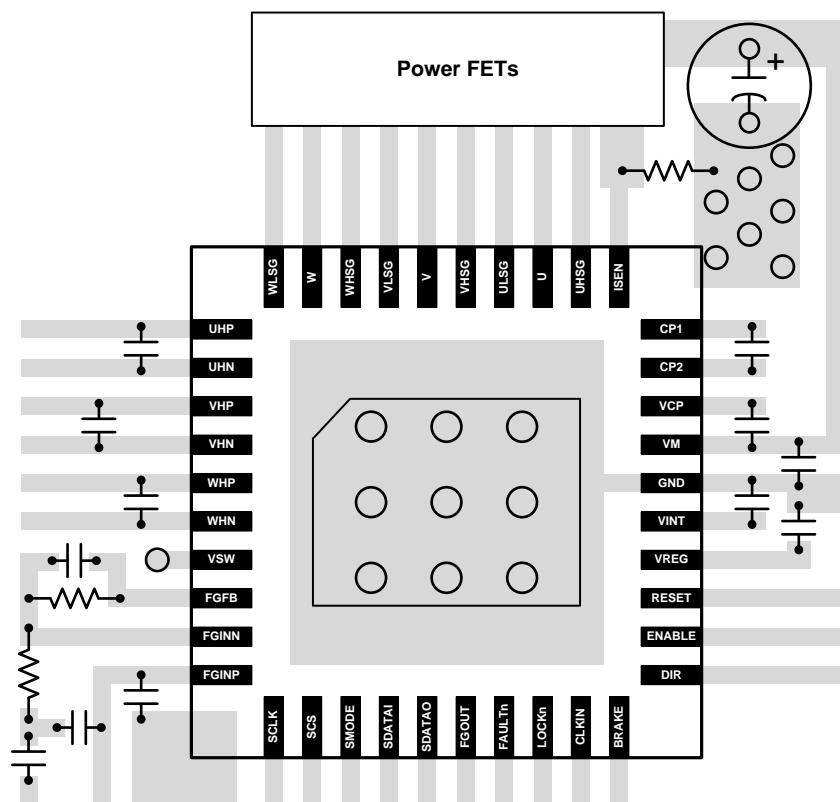 Power FETs
+
WLSG
W
WHSG
VLSG
V
VHSG
ULSG
U
UHSG
ISEN
UHP
UHN
VHP
VHN
WHP
WHN
VSW
FGFB
FGINN
FGINP
CP1
CP2
VCP
VM
GND
VINT
VREG
RESET
ENABLE
DIR
SCLK
SCS
SMODE
SDATAI
SDATAO
FGOUT
FAULTn
LOCKn
CLKIN
BRAKE